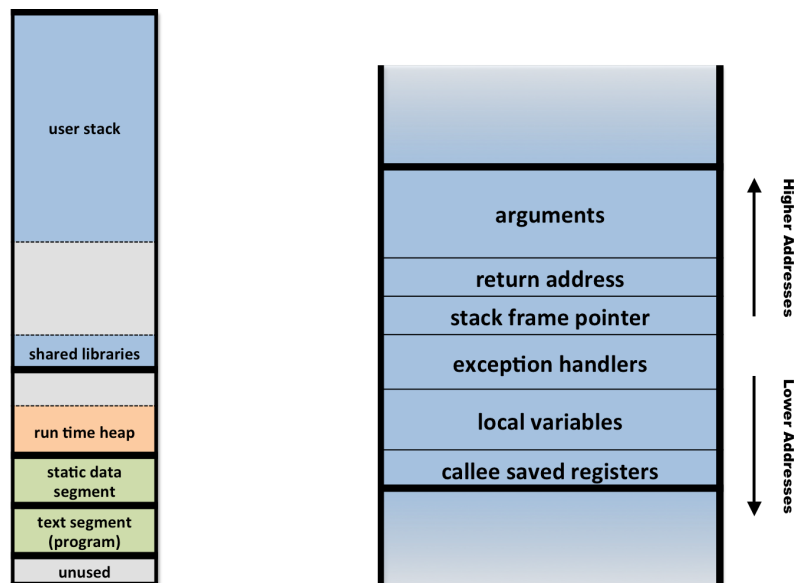 user stack
shared libraries
run time heap
static data
segment
text segment
(program)
unused
arguments
return address
stack frame pointer
exception handlers
local variables
callee saved registers
Higher Addresses
Lower Addresses